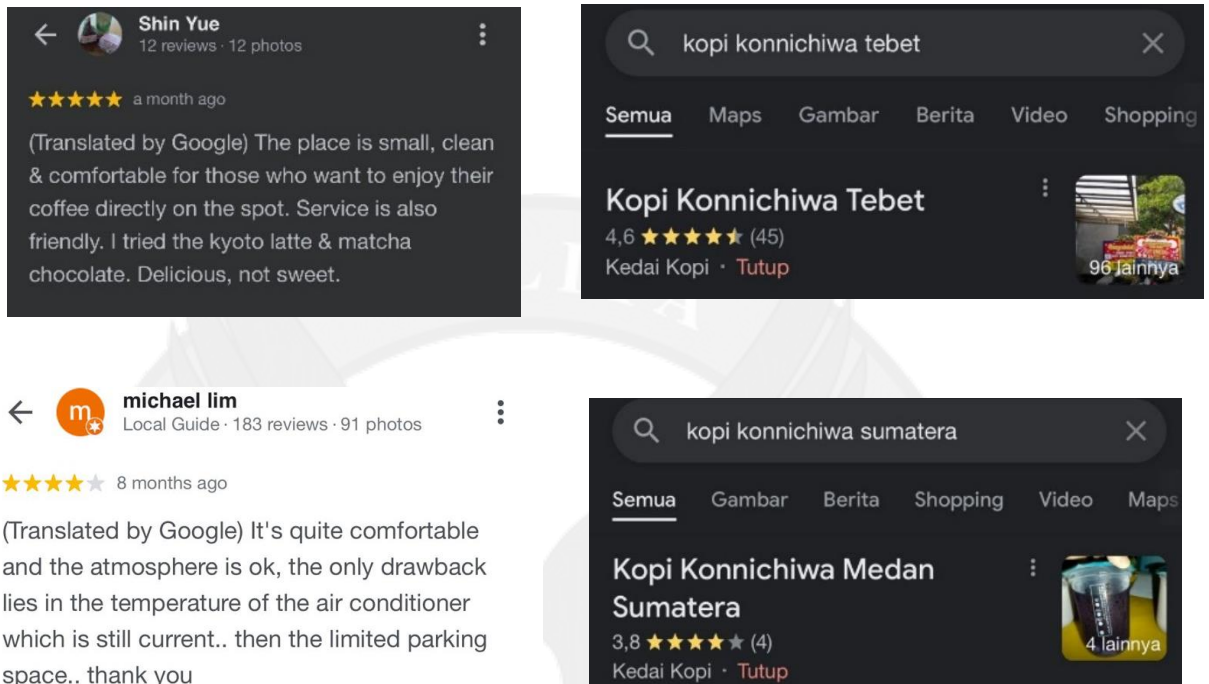 Shin Yue
12 reviews · 12 photos
a month ago
(Translated by Google) The place is small, clean
& comfortable for those who want to enjoy their
coffee directly on the spot. Service is also
friendly. I tried the kyoto latte & matcha
chocolate. Delicious, not sweet.
kopi konnichiwa tebet
Semua Maps Gambar Berita Video Shopping
Kopi Konnichiwa Tebet
4,6 ★★★★★ (45)
Kedai Kopi · Tutup
96 lainnya
m
michael lim
Local Guide · 183 reviews · 91 photos
8 months ago
(Translated by Google) It's quite comfortable
and the atmosphere is ok, the only drawback
lies in the temperature of the air conditioner
which is still current.. then the limited parking
space.. thank you
kopi konnichiwa sumatera
Semua Gambar Berita Shopping Video Maps
Kopi Konnichiwa Medan
Sumatera
3,8 ★★★★★ (4)
Kedai Kopi · Tutup
4 lainnya